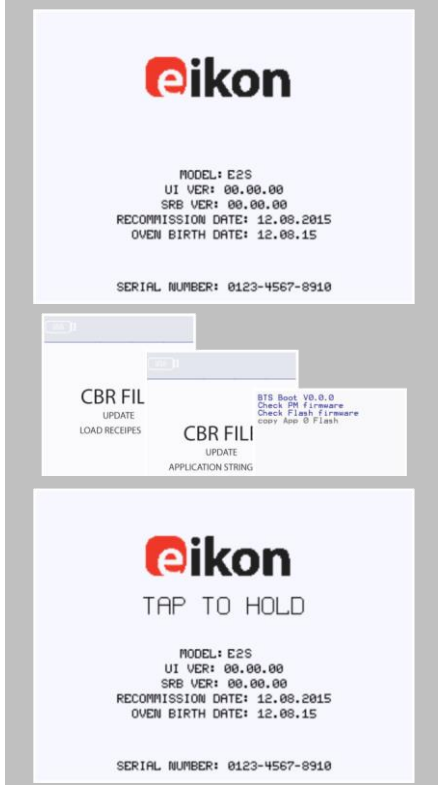 eikon
MODEL: E2S
UI VER: 00.00.00
SRB VER: 00.00.00
RECOMMISSION DATE: 12.08.2015
OVEN BIRTH DATE: 12.08.15
SERIAL NUMBER: 0123-4567-8910
CBR FIL
UPDATE
LOAD RECEIPES
CBR FILI
UPDATE
APPLICATION STRING
BTS Boot V0.0.0
Check PM firmware
Check Flash firmware
copy App 0 Flash
eikon
TAP TO HOLD
MODEL: E2S
UI VER: 00.00.00
SRB VER: 00.00.00
RECOMMISSION DATE: 12.08.2015
OVEN BIRTH DATE: 12.08.15
SERIAL NUMBER: 0123-4567-8910